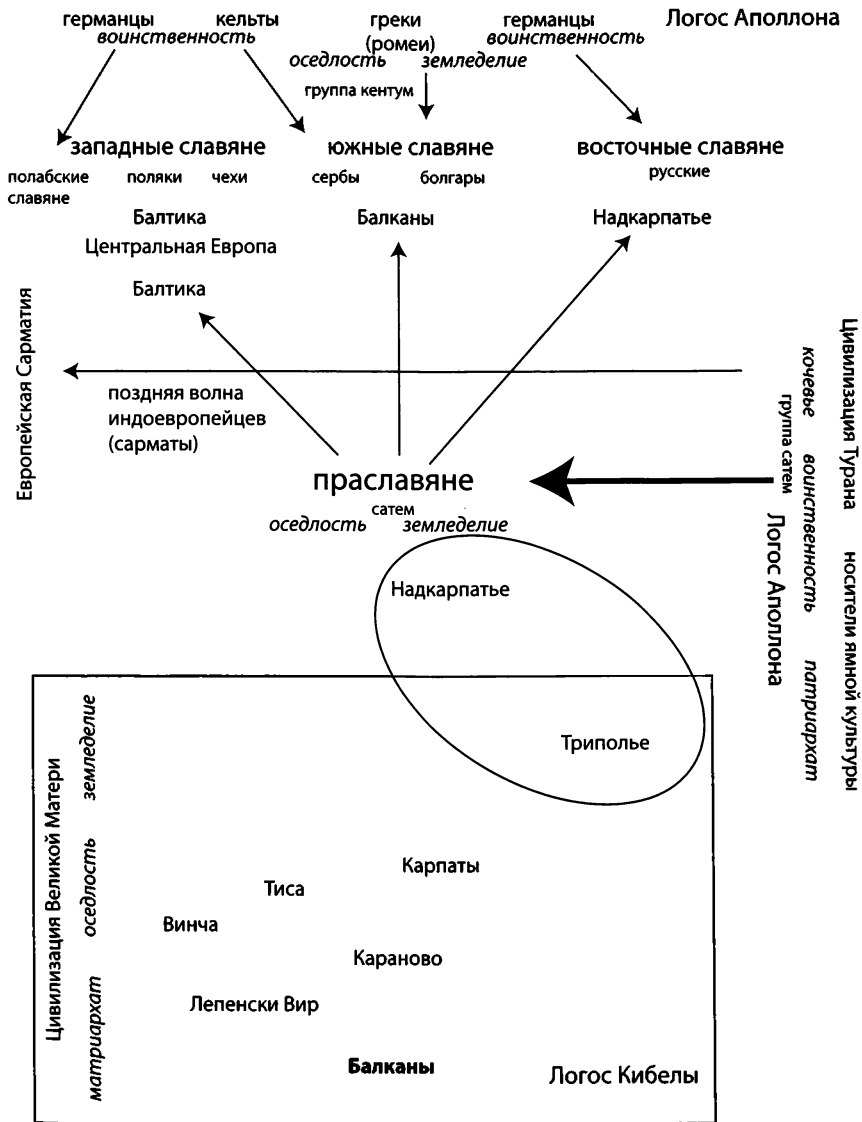 германцы кельты греки германцы Логос Аполлона
воинственность (ромеи) воинственность
оседлость земледелие
группа кентум
западные славяне южные славяне восточные славяне
полабские славяне поляки чехи сербы болгары русские
Балтика Балканы Надкарпатье
Центральная Европа
Балтика
Европейская Сарматия
поздняя волна
индоевропейцев
(сарматы)
праславяне
сатем
оседлость земледелие
группа сатем
Логос Аполлона
кочевье воинственность патриархат
Цивилизация Турана носители ямной культуры
Надкарпатье
Триполье
Цивилизация Великой Матери
матриархат оседлость земледелие
Карпаты
Тиса
Винча
Караново
Лепенски Вир
Балканы
Логос Кибелы